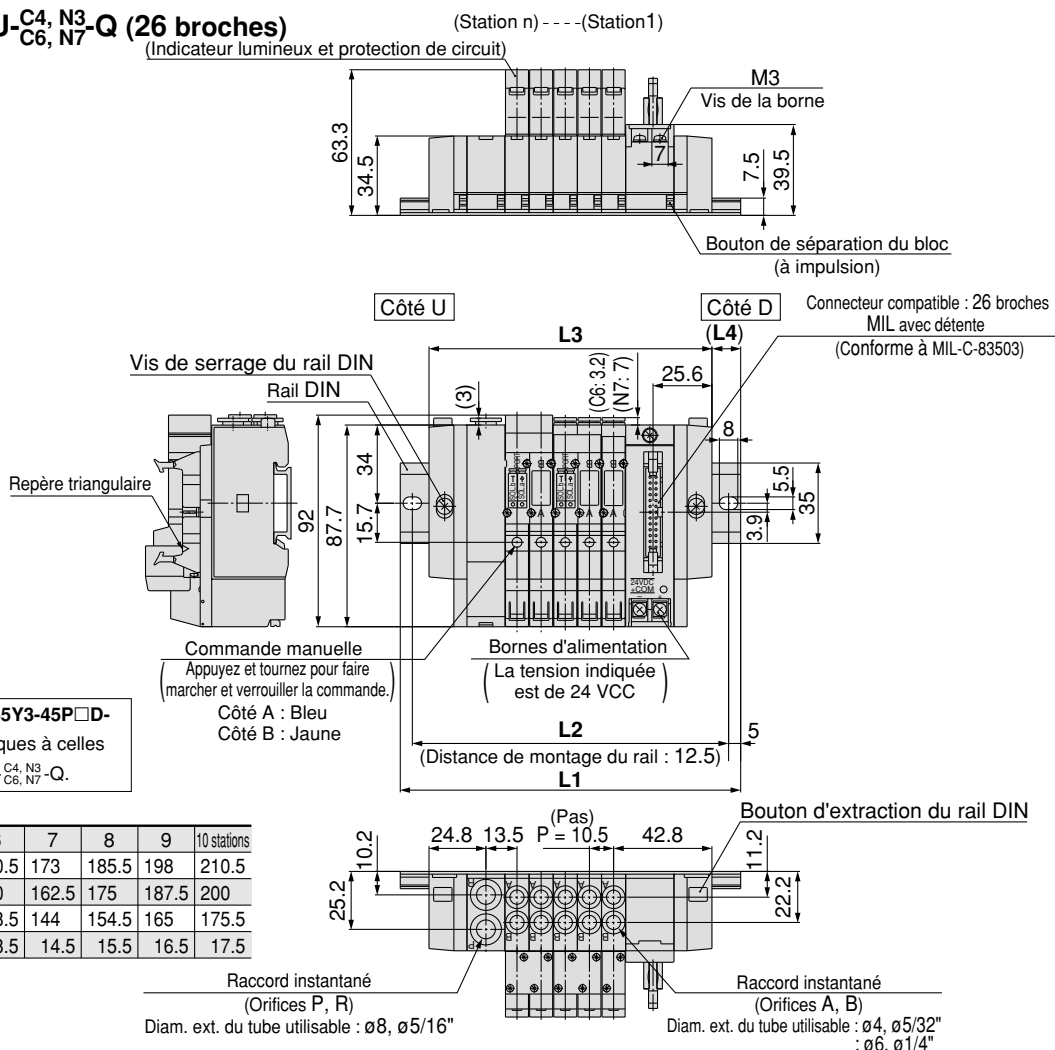 J-C4, N3 C6, N7-Q (26 broches)
(Station n) - - - -(Station1)
(Indicateur lumineux et protection de circuit)
M3
Vis de la borne
63.3
34.5
7
7.5
39.5
Bouton de séparation du bloc
(à impulsion)
Côté U
Côté D
Connecteur compatible : 26 broches
MIL avec détente
(Conforme à MIL-C-83503)
L3
(L4)
Vis de serrage du rail DIN
Rail DIN
(3)
(C6: 3.2)
(N7: 7)
25.6
8
Repère triangulaire
92
87.7
34
15.7
5.5
3.9
35
24VDC
+COM
Commande manuelle
(Appuyez et tournez pour faire
marcher et verrouiller la commande.)
Côté A : Bleu
Côté B : Jaune
Bornes d'alimentation
(La tension indiquée
est de 24 VCC)
5Y3-45P□D-
ques à celles
C4, N3 C6, N7 -Q.
L2
5
(Distance de montage du rail : 12.5)
L1
7 8 9 10 stations
0.5 173 185.5 198 210.5
0 162.5 175 187.5 200
3.5 144 154.5 165 175.5
3.5 14.5 15.5 16.5 17.5
(Pas)
24.8 13.5 P = 10.5 42.8
Bouton d'extraction du rail DIN
10.2
25.2
11.2
22.2
Raccord instantané
(Orifices P, R)
Diam. ext. du tube utilisable : ø8, ø5/16"
Raccord instantané
(Orifices A, B)
Diam. ext. du tube utilisable : ø4, ø5/32"
: ø6, ø1/4"